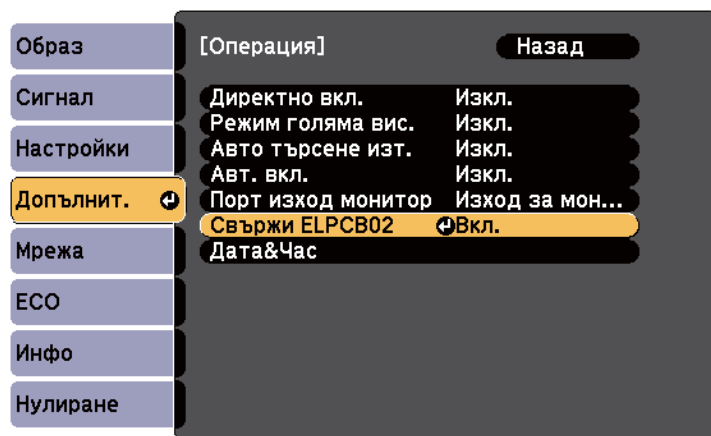 Образ
Сигнал
Настройки
Допълнит.
Мрежа
ECO
Инфо
Нулиране
[Операция] Назад
Директно вкл. Изкл.
Режим голяма вис. Изкл.
Авто търсене изт. Изкл.
Авт. вкл. Изкл.
Порт изход монитор Изход за мон...
Свържи ELPCB02 Вкл.
Дата&Час